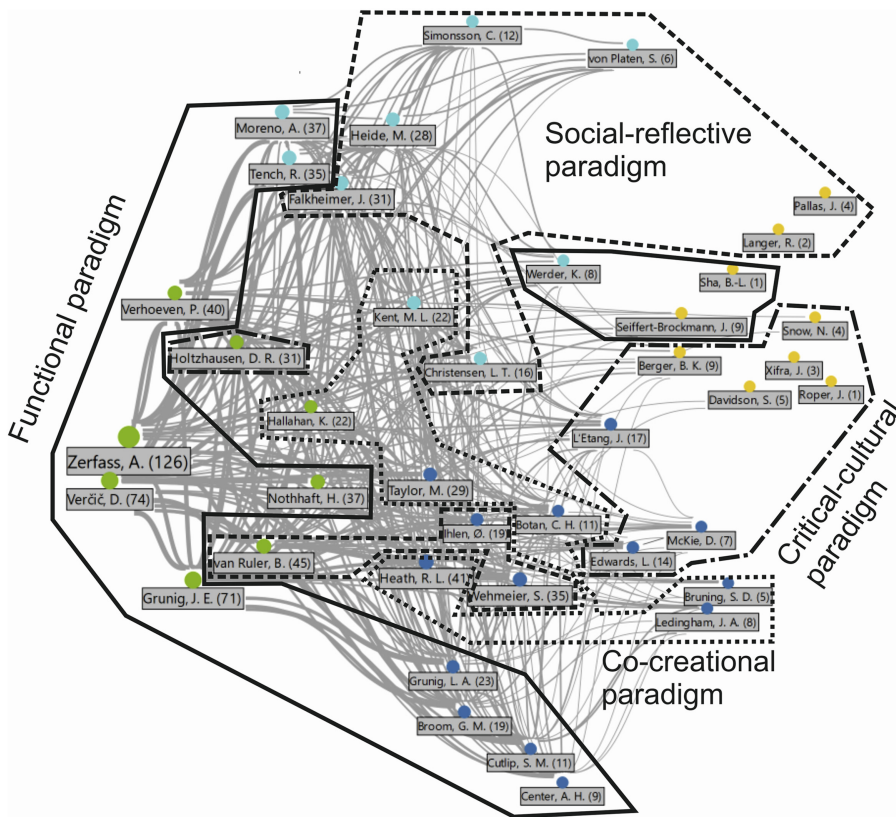 Simonsson, C. (12)
von Platen, S. (6)
Moreno, A. (37)
Heide, M. (28)
Social-reflective
paradigm
Tench, R. (35)
Falkheimer, J. (31)
Pallas, J. (4)
Langer, R. (2)
Functional paradigm
Werder, K. (8)
Sha, B.-L. (1)
Verhoeven, P. (40)
Kent, M. L. (22)
Seiffert-Brockmann, J. (9)
Snow, N. (4)
Holtzhausen, D. R. (31)
Christensen, L. T. (16)
Berger, B. K. (9)
Xifra, J. (3)
Roper, J. (1)
Davidson, S. (5)
Hallahan, K. (22)
L'Etang, J. (17)
Zerfass, A. (126)
Verčič, D. (74)
Nothhaft, H. (37)
Taylor, M. (29)
Critical-cultural
paradigm
Ihlen, Ø. (19)
Botan, C. H. (11)
McKie, D. (7)
van Ruler, B. (45)
Edwards, L. (14)
Grunig, J. E. (71)
Heath, R. L. (41)
Vehmeier, S. (35)
Bruning, S. D. (5)
Ledingham, J. A. (8)
Co-creational
paradigm
Grunig, L. A. (23)
Broom, G. M. (19)
Cutlip, S. M. (11)
Center, A. H. (9)